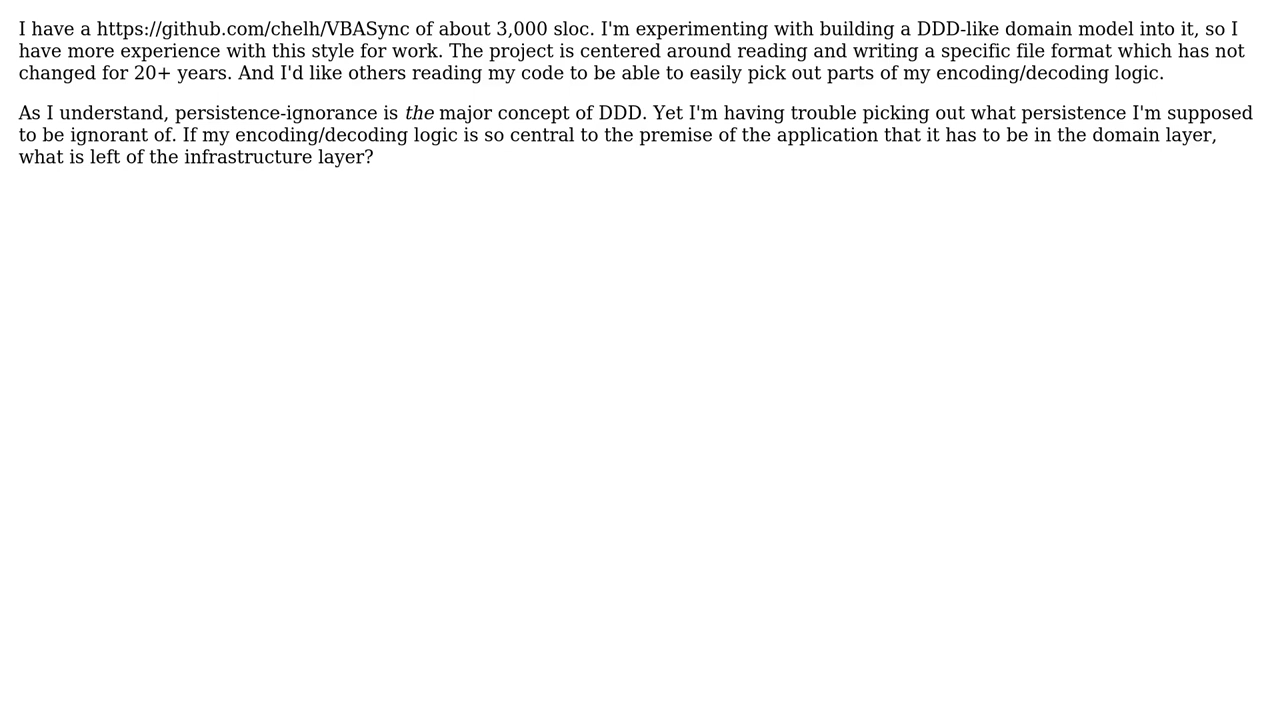 I have a https://github.com/chelh/VBASync of about 3,000 sloc. I'm experimenting with building a DDD-like domain model into it, so I
have more experience with this style for work. The project is centered around reading and writing a specific file format which has not
changed for 20+ years. And I'd like others reading my code to be able to easily pick out parts of my encoding/decoding logic.
As I understand, persistence-ignorance is the major concept of DDD. Yet I'm having trouble picking out what persistence I'm supposed
to be ignorant of. If my encoding/decoding logic is so central to the premise of the application that it has to be in the domain layer,
what is left of the infrastructure layer?